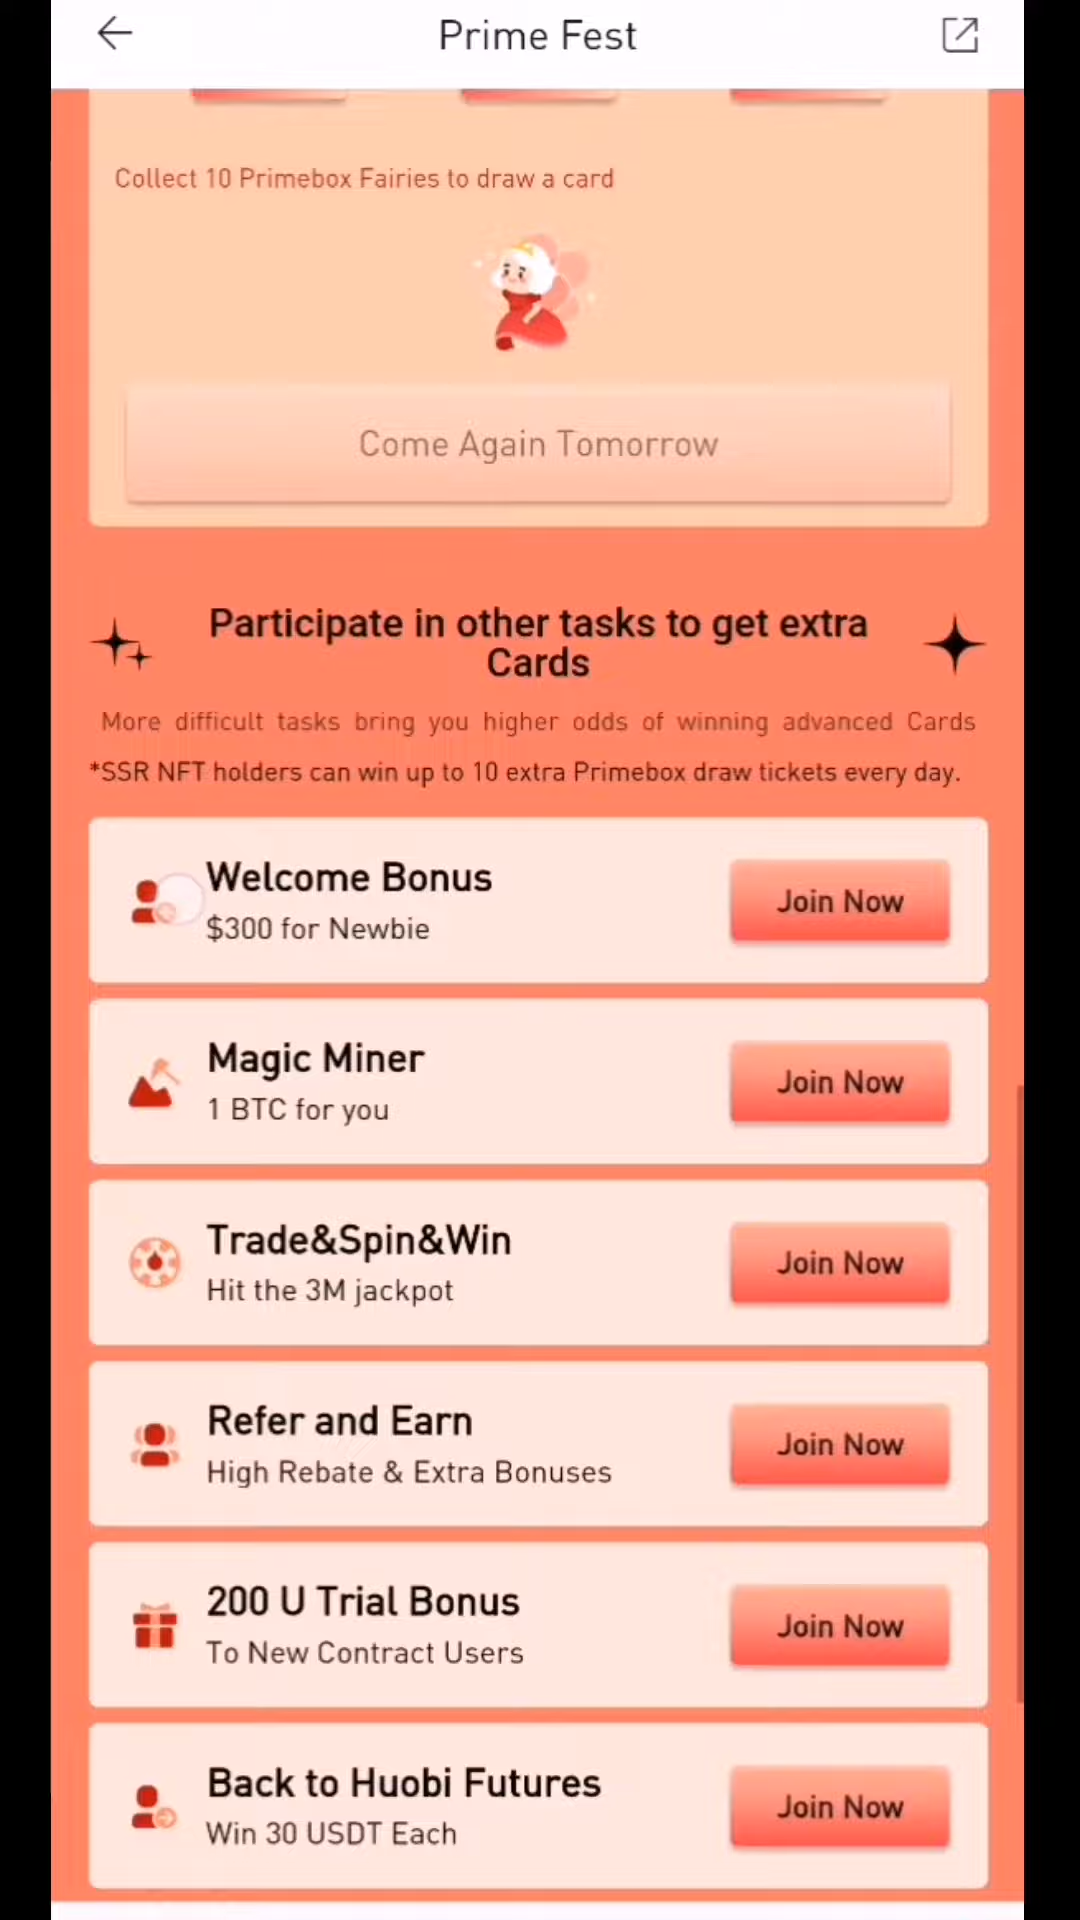 Prime Fest
Collect 10 Primebox Fairies to draw a card
Come Again Tomorrow
Participate in other tasks to get extra
Cards
More difficult tasks bring you higher odds of winning advanced Cards
*SSR NFT holders can win up to 10 extra Primebox draw tickets every day.
Welcome Bonus
$300 for Newbie
Join Now
Magic Miner
1 BTC for you
Join Now
Trade&Spin&Win
Hit the 3M jackpot
Join Now
Refer and Earn
High Rebate & Extra Bonuses
Join Now
200 U Trial Bonus
To New Contract Users
Join Now
Back to Huobi Futures
Win 30 USDT Each
Join Now